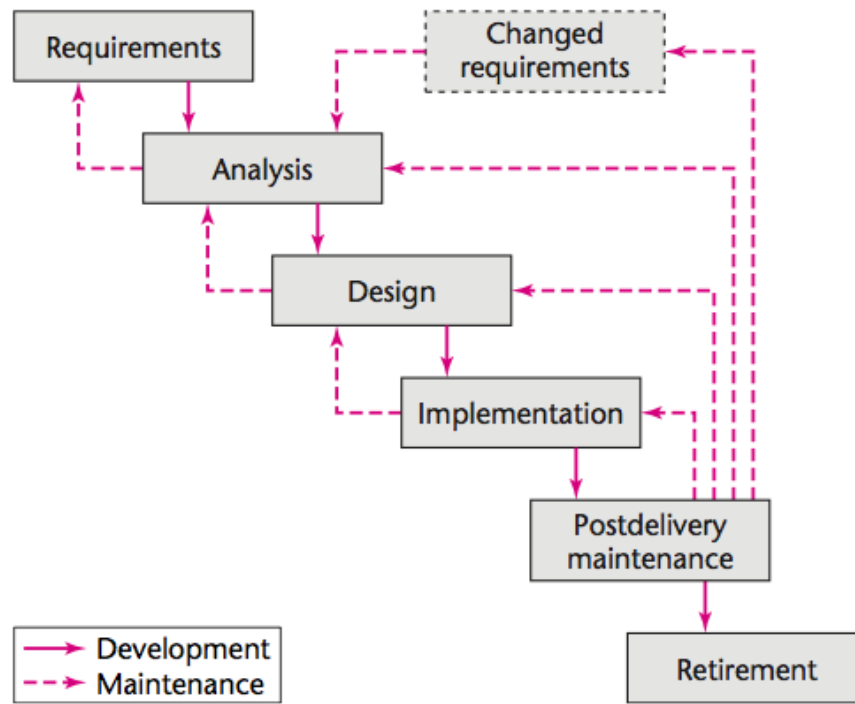 Requirements
Changed
requirements
Analysis
Design
Implementation
Postdelivery
maintenance
Retirement
Development
Maintenance